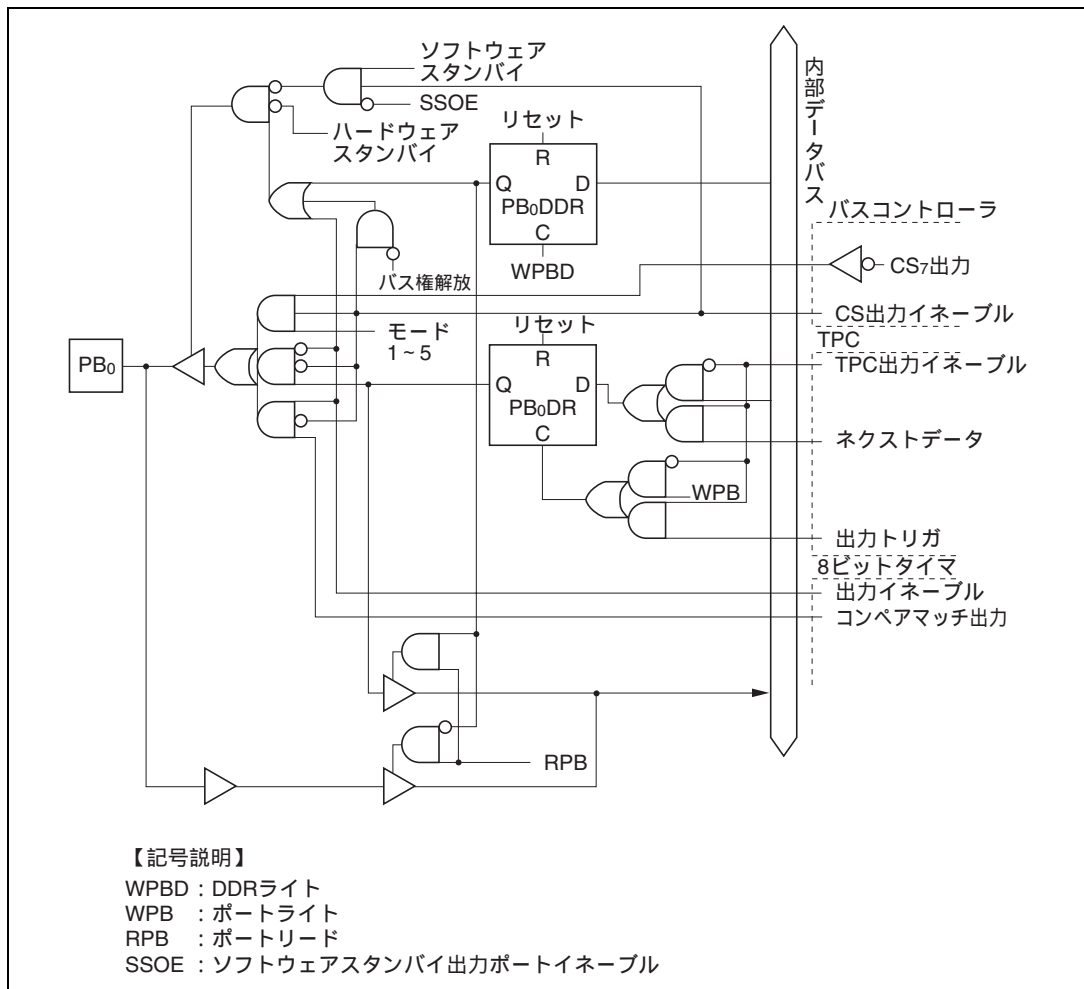 ソフトウェア
スタンバイ
SSOE
ハードウェア
スタンバイ
リセット
R
Q D
PB₀DDR
C
WPBD
バス権解放
内部データバス
バスコントローラ
CS₇出力
CS出力イネーブル
モード
1~5
リセット
R
Q D
PB₀DR
C
PB₀
TPC
TPC出力イネーブル
ネクストデータ
WPB
出力トリガ
8ビットタイマ
出力イネーブル
コンペアマッチ出力
RPB
【記号説明】
WPBD : DDRライト
WPB : ポートライト
RPB : ポートリード
SSOE : ソフトウェアスタンバイ出力ポートイネーブル